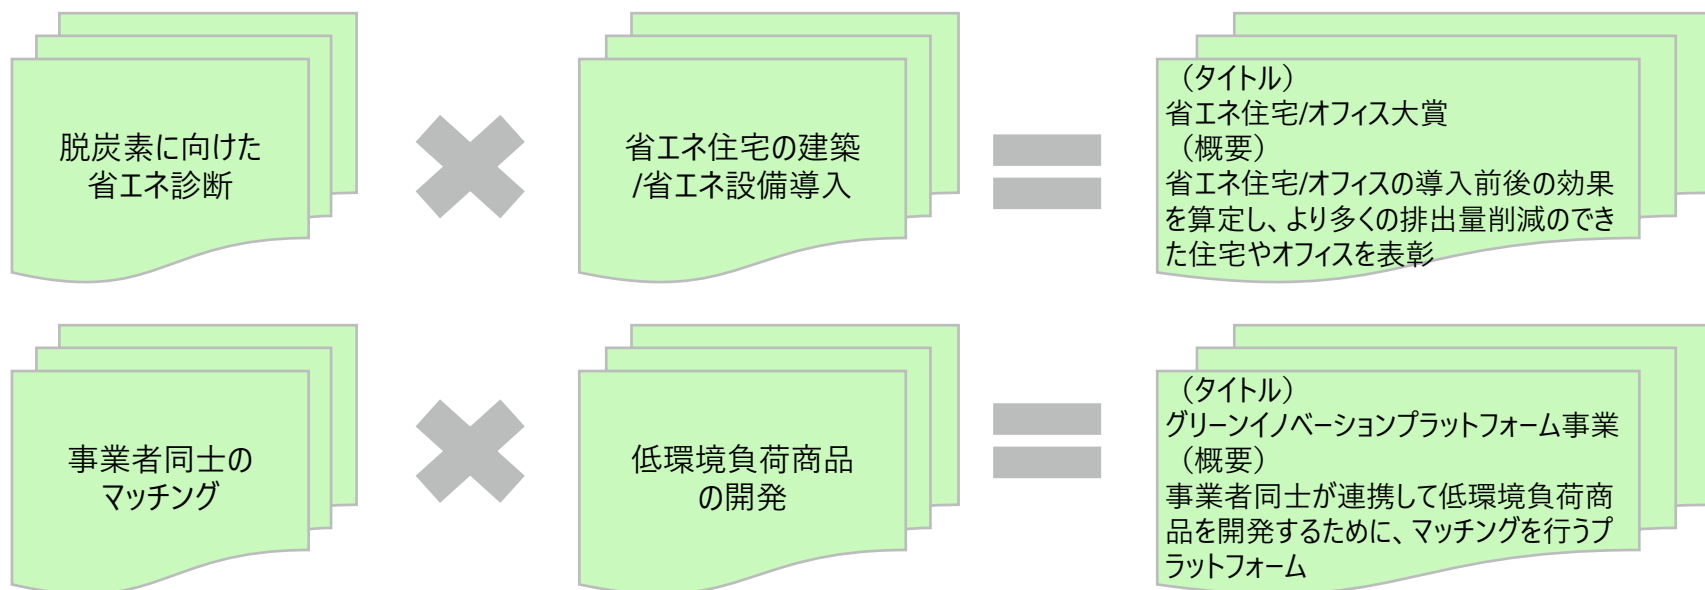 脱炭素に向けた
省エネ診断
省エネ住宅の建築
/省エネ設備導入
（タイトル）
省エネ住宅/オフィス大賞
（概要）
省エネ住宅/オフィスの導入前後の効果
を算定し、より多くの排出量削減のでき
た住宅やオフィスを表彰
事業者同士の
マッチング
低環境負荷商品
の開発
（タイトル）
グリーンイノベーションプラットフォーム事業
（概要）
事業者同士が連携して低環境負荷商
品を開発するために、マッチングを行うプ
ラットフォーム